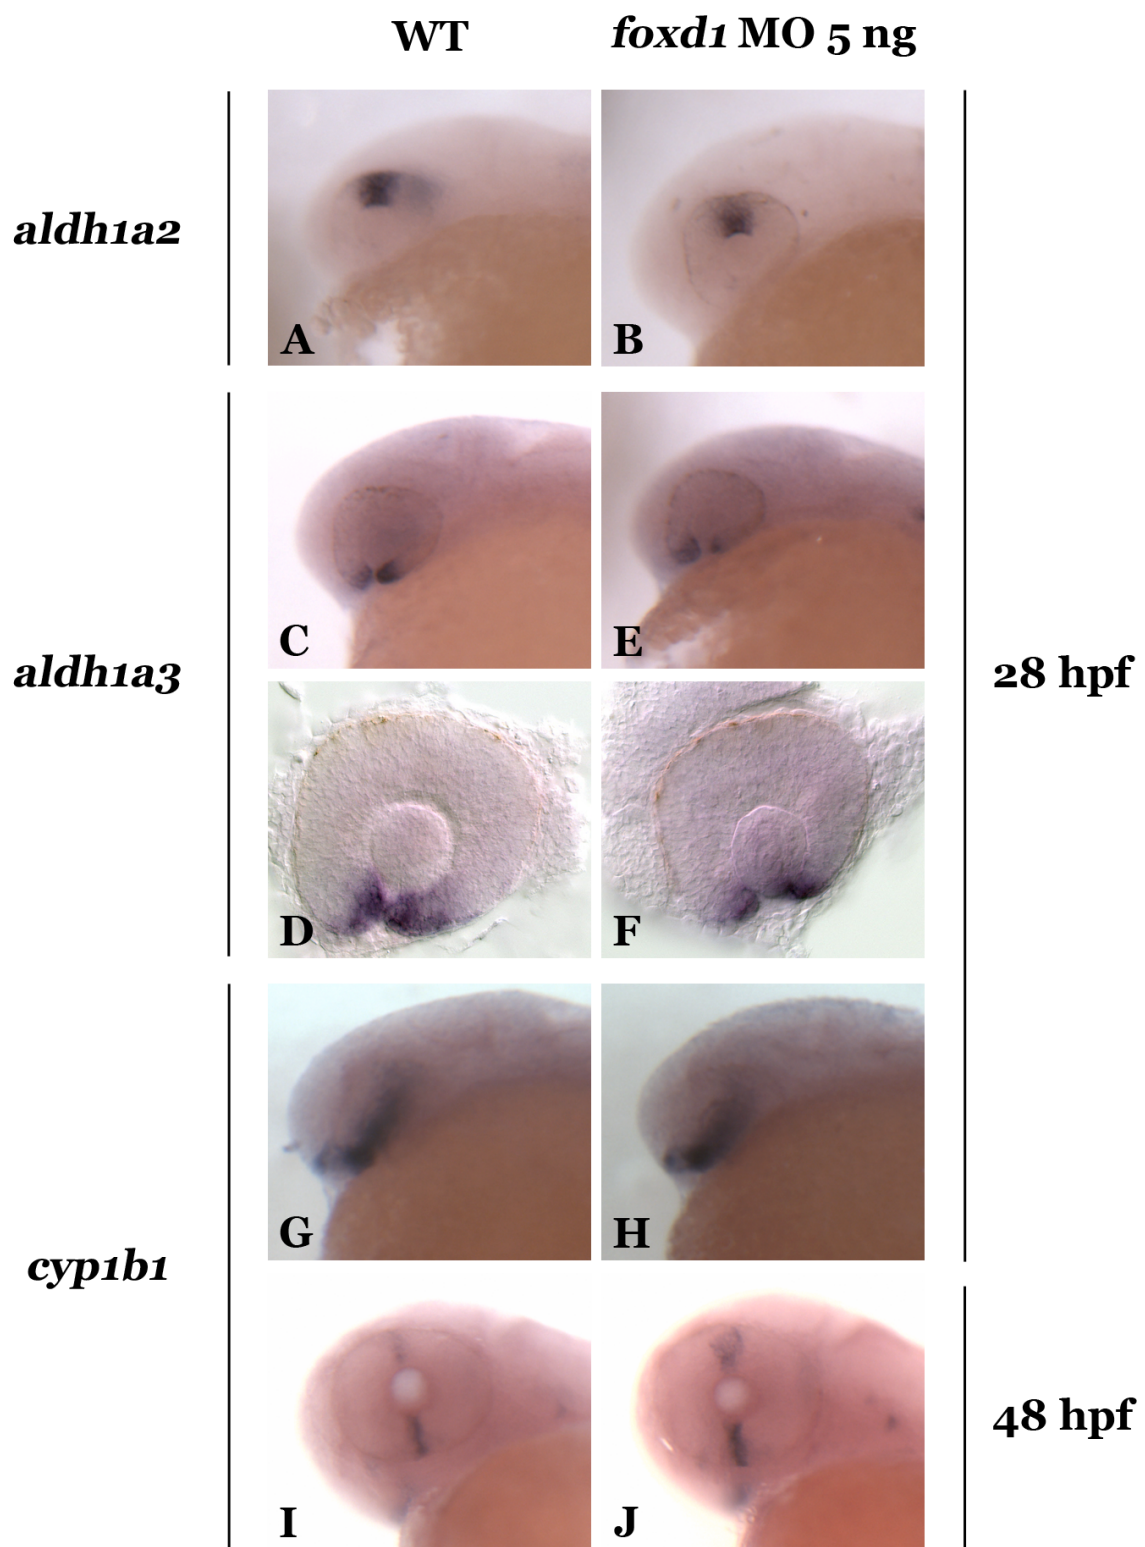 WT foxd1 MO 5 ng
aldh1a2
A B
C E
aldh1a3
28 hpf
D F
G H
cyp1b1
48 hpf
I J